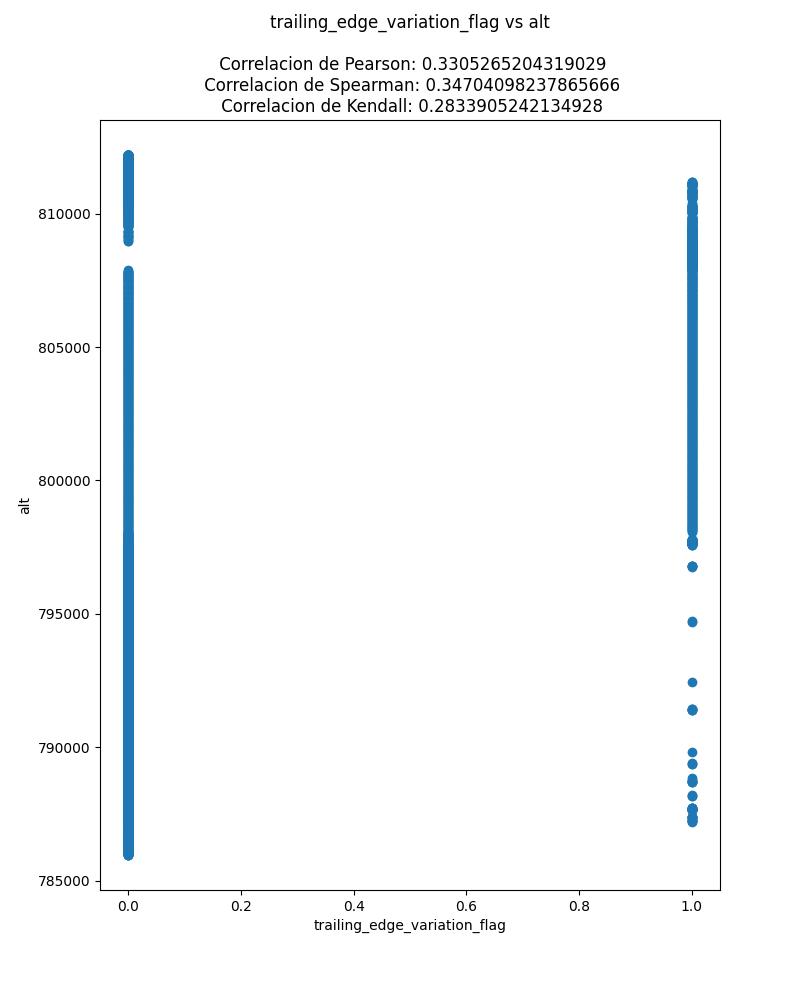 trailing_edge_variation_flag vs alt
Correlacion de Pearson: 0.3305265204319029
Correlacion de Spearman: 0.34704098237865666
Correlacion de Kendall: 0.2833905242134928
810000
805000
800000
795000
790000
785000
alt
0.0 0.2 0.4 0.6 0.8 1.0
trailing_edge_variation_flag